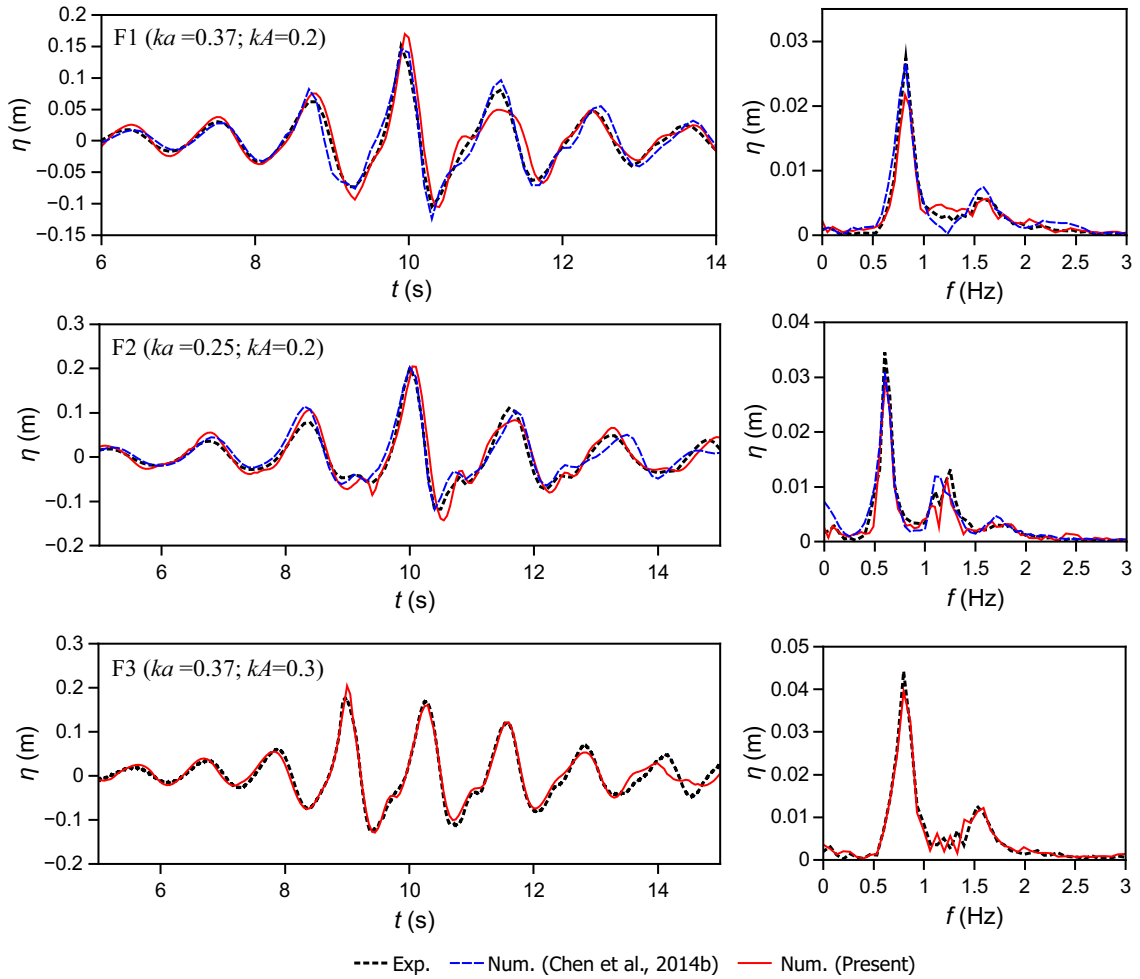 F1 (ka =0.37; kA=0.2)
η (m)
0.2
0.15
0.1
0.05
0
−0.05
−0.1
−0.15
6 8 10 12 14
t (s)
η
0.03
0.02
0.01
0
0 0.5 1 1.5 2 2.5 3
f (Hz)
F2 (ka =0.25; kA=0.2)
η (m)
0.3
0.2
0.1
0
−0.1
−0.2
6 8 10 12 14
t (s)
η
0.04
0.03
0.02
0.01
0
0 0.5 1 1.5 2 2.5 3
f (Hz)
F3 (ka =0.37; kA=0.3)
η (m)
0.3
0.2
0.1
0
−0.1
−0.2
6 8 10 12 14
t (s)
η
0.05
0.04
0.03
0.02
0.01
0
0 0.5 1 1.5 2 2.5 3
f (Hz)
Exp. Num. (Chen et al., 2014b) Num. (Present)